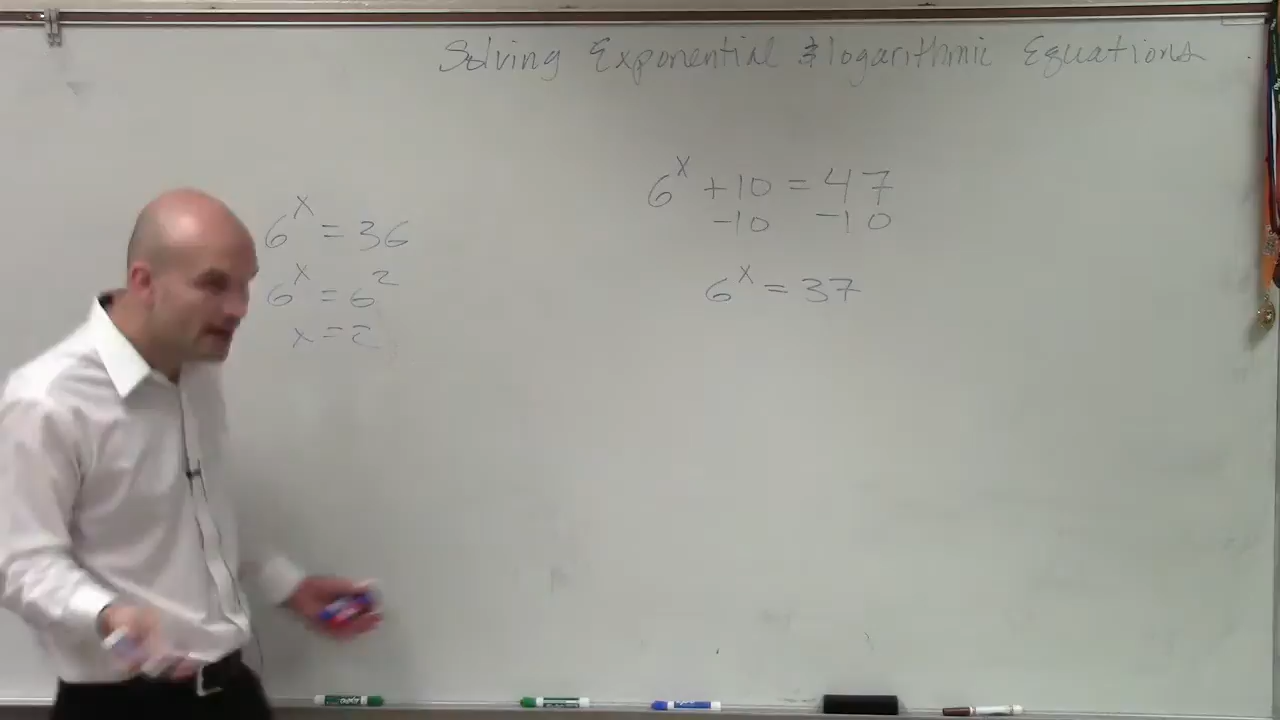 Solving Exponential & logarithmic Equations
6^x = 36
6^x = 6^2
x = 2
6^x + 10 = 47
-10 -10
6^x = 37